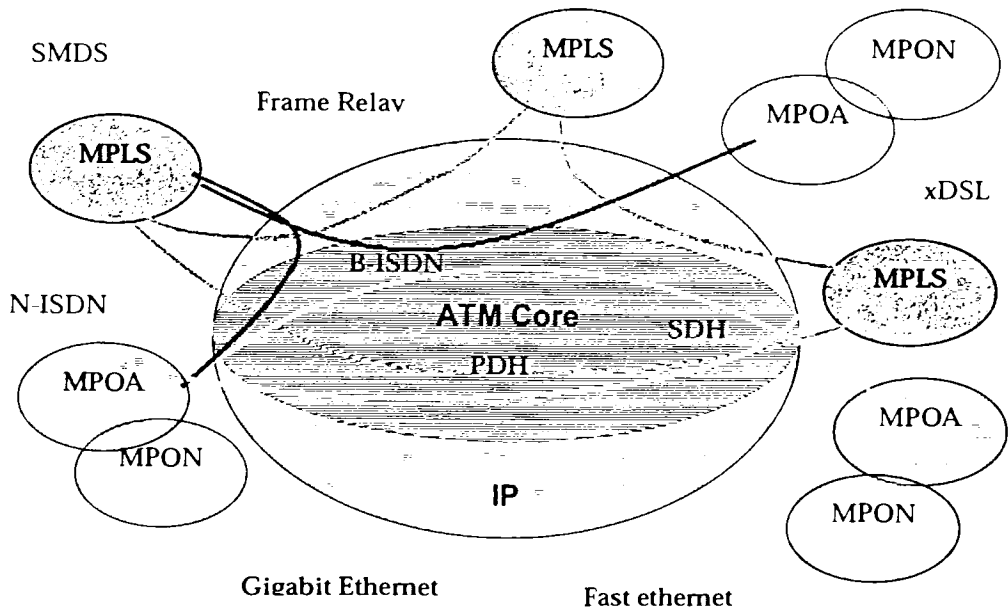 SMDS
MPLS
MPON
Frame Relay
MPOA
MPLS
xDSL
B-ISDN
MPLS
N-ISDN
ATM Core
SDH
PDH
MPOA
MPOA
MPON
IP
MPON
Gigabit Ethernet
Fast ethernet